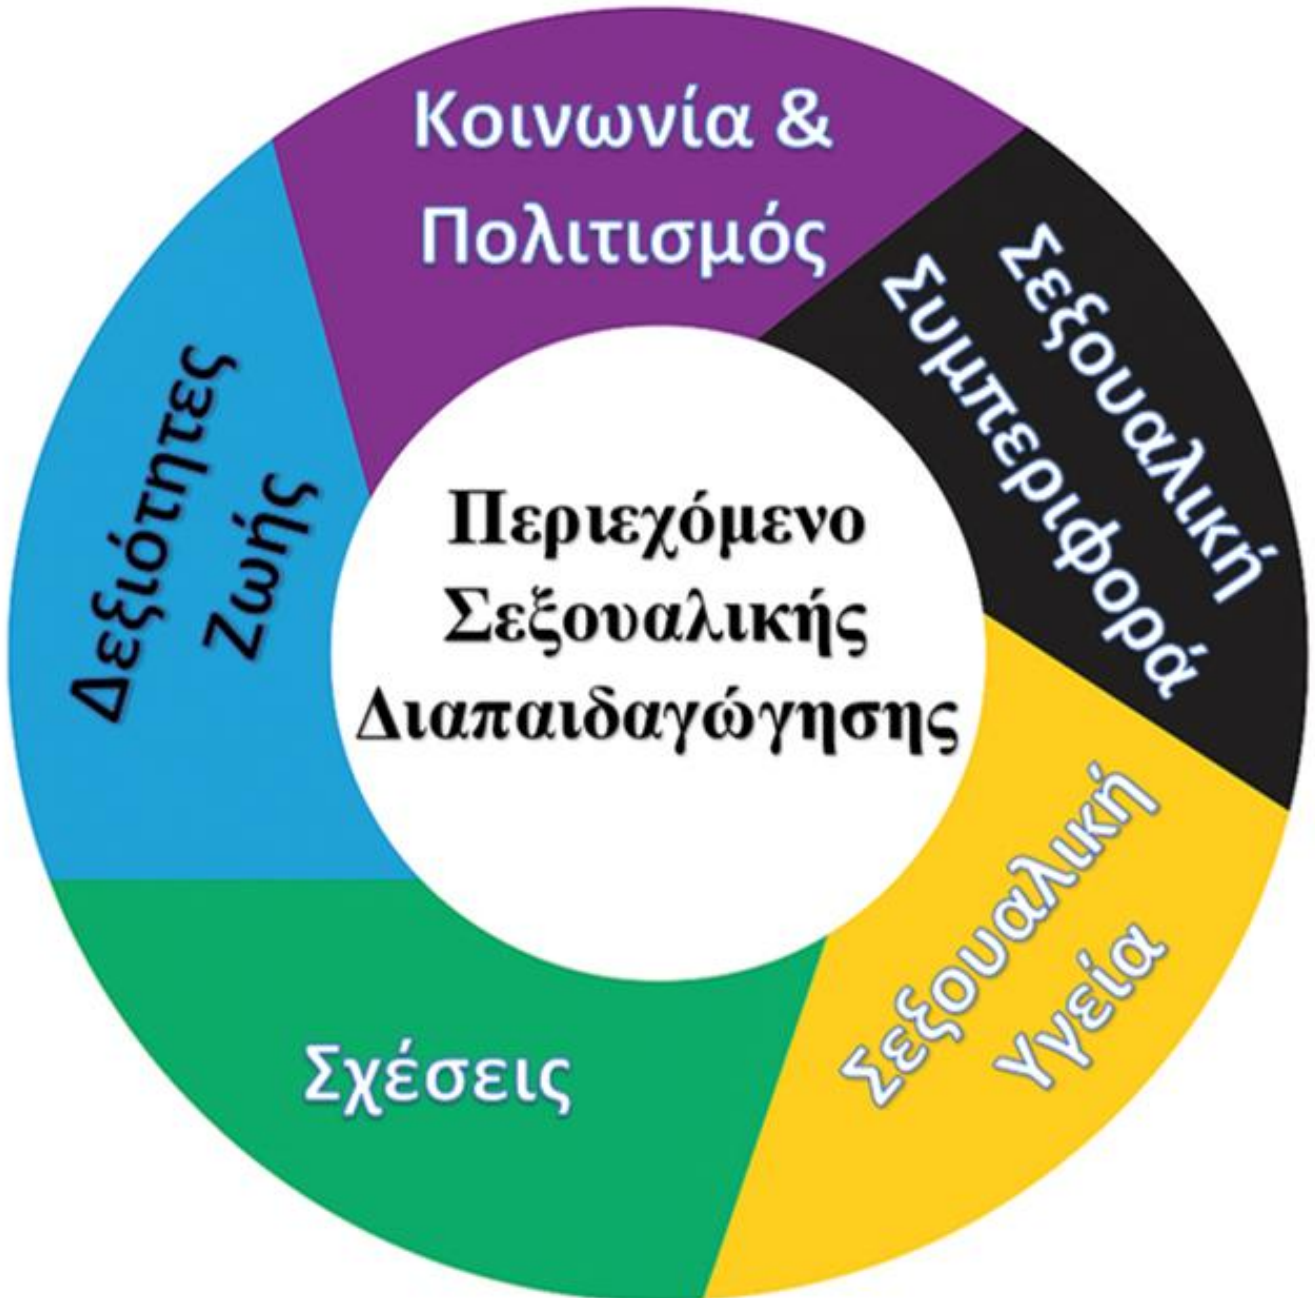 Κοινωνία &
Πολιτισμός
Σεξουαλική
Συμπεριφορά
Σεξουαλική
Υγεία
Σχέσεις
Δεξιότητες
Ζωής
Περιεχόμενο
Σεξουαλικής
Διαπαιδαγώγησης